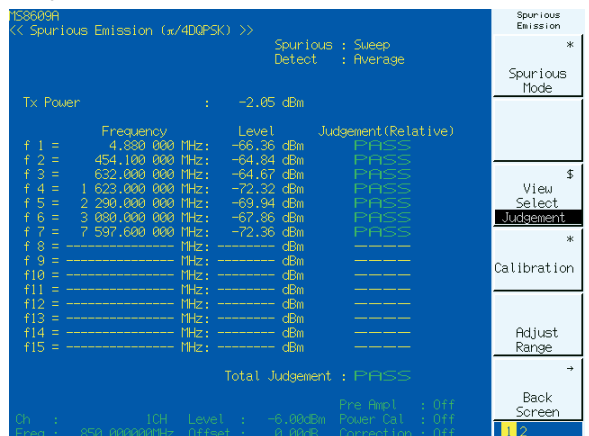 MS8609A
<< Spurious Emission (π/4DQPSK) >>
Spurious : Sweep
Detect : Average
Tx Power : -2.05 dBm
Frequency Level Judgement(Relative)
f 1 = 4.880 000 MHz: -66.36 dBm PASS
f 2 = 454.100 000 MHz: -64.84 dBm PASS
f 3 = 632.000 000 MHz: -64.67 dBm PASS
f 4 = 1 623.000 000 MHz: -72.32 dBm PASS
f 5 = 2 290.000 000 MHz: -69.94 dBm PASS
f 6 = 3 080.000 000 MHz: -67.86 dBm PASS
f 7 = 7 597.600 000 MHz: -72.36 dBm PASS
f 8 = --------------- MHz: -------- dBm ----
f 9 = --------------- MHz: -------- dBm ----
f10 = --------------- MHz: -------- dBm ----
f11 = --------------- MHz: -------- dBm ----
f12 = --------------- MHz: -------- dBm ----
f13 = --------------- MHz: -------- dBm ----
f14 = --------------- MHz: -------- dBm ----
f15 = --------------- MHz: -------- dBm ----
Total Judgement : PASS
Pre Ampl : Off
Ch : 1CH Level : -6.00dBm Power Cal : Off
Freq : 850.000000MHz Offset : 0.00dB Correction : Off
Spurious
Emission
*
Spurious
Mode
$
View
Select
Judgement
*
Calibration
Adjust
Range
→
Back
Screen
1 2